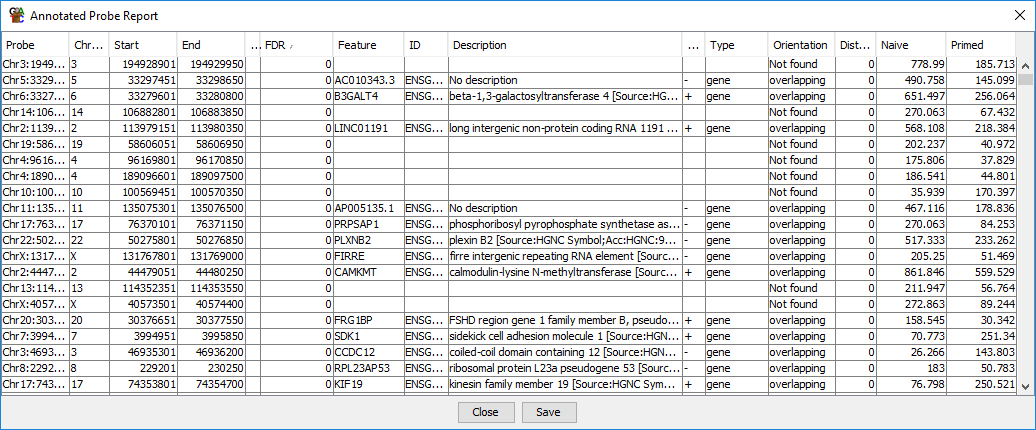 Annotated Probe Report
Probe Chr... Start End ... FDR Feature ID Description ... Type Orientation Dist... Naive Primed
Chr3:1949... 3 194928901 194929950 0 Not found 0 778.99 185.713
Chr5:3329... 5 33297451 33298650 0 AC010343.3 ENSG... No description - gene overlapping 0 490.758 145.099
Chr6:3327... 6 33279601 33280800 0 B3GALT4 ENSG... beta-1,3-galactosyltransferase 4 [Source:HG... + gene overlapping 0 651.497 256.064
Chr14:106... 14 106882801 106883850 0 Not found 0 270.063 67.432
Chr2:1139... 2 113979151 113980350 0 LINC01191 ENSG... long intergenic non-protein coding RNA 1191 ... + gene overlapping 0 568.108 218.384
Chr19:586... 19 58606051 58606950 0 Not found 0 202.237 40.972
Chr4:9616... 4 96169801 96170850 0 Not found 0 175.806 37.829
Chr4:1890... 4 189096601 189097500 0 Not found 0 186.541 44.801
Chr10:100... 10 100569451 100570350 0 Not found 0 35.939 170.397
Chr11:135... 11 135075301 135076500 0 AP005135.1 ENSG... No description - gene overlapping 0 467.116 178.836
Chr17:763... 17 76370101 76371150 0 PRPSAP1 ENSG... phosphoribosyl pyrophosphate synthetase as... - gene overlapping 0 270.063 84.253
Chr22:502... 22 50275801 50276850 0 PLXNB2 ENSG... plexin B2 [Source:HGNC Symbol;Acc:HGNC:9... - gene overlapping 0 517.333 233.262
ChrX:1317... X 131767801 131769000 0 FIRRE ENSG... firre intergenic repeating RNA element [Sourc... - gene overlapping 0 205.25 51.469
Chr2:4447... 2 44479051 44480250 0 CAMKMT ENSG... calmodulin-lysine N-methyltransferase [Sourc... + gene overlapping 0 861.846 559.529
Chr13:114... 13 114352351 114353550 0 Not found 0 211.947 56.764
ChrX:4057... X 40573501 40574400 0 Not found 0 272.863 89.244
Chr20:303... 20 30376651 30377550 0 FRG1BP ENSG... FSHD region gene 1 family member B, pseudo... + gene overlapping 0 158.545 30.342
Chr7:3994... 7 3994951 3995850 0 SDK1 ENSG... sidekick cell adhesion molecule 1 [Source:HG... + gene overlapping 0 70.773 251.34
Chr3:4693... 3 46935301 46936200 0 CCDC12 ENSG... coiled-coil domain containing 12 [Source:HG... - gene overlapping 0 26.266 143.803
Chr8:2292... 8 229201 230250 0 RPL23AP53 ENSG... ribosomal protein L23a pseudogene 53 [Sour... - gene overlapping 0 183 50.783
Chr17:743... 17 74353801 74354700 0 KIF19 ENSG... kinesin family member 19 [Source:HGNC Sym... + gene overlapping 0 76.798 250.521
Close Save